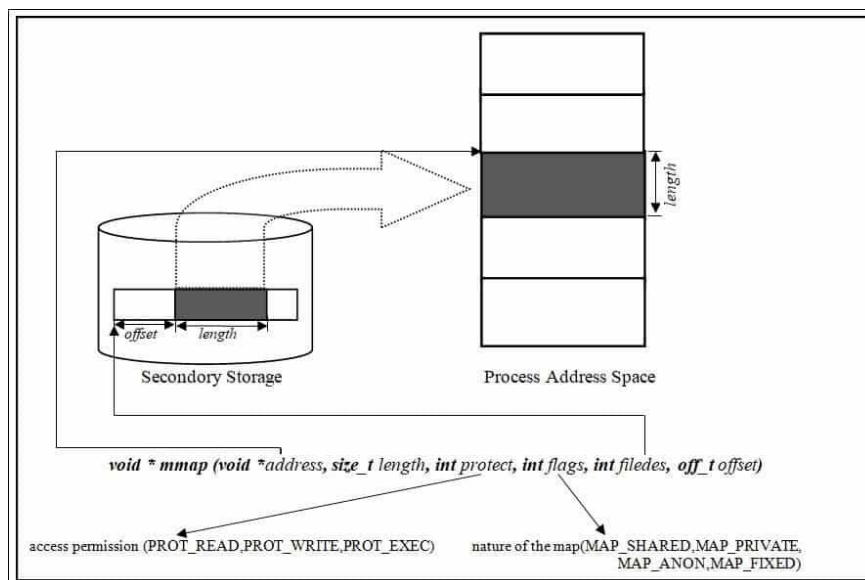 length
offset
length
Secondory Storage
Process Address Space
void * mmap (void *address, size_t length, int protect, int flags, int filedes, off_t offset)
access permission (PROT_READ,PROT_WRITE,PROT_EXEC)
nature of the map(MAP_SHARED,MAP_PRIVATE,
MAP_ANON,MAP_FIXED)